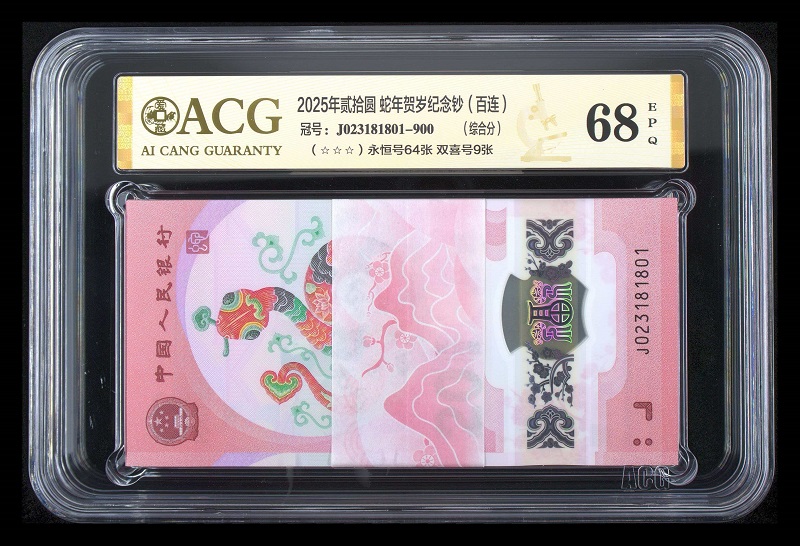 ACG
AI CANG GUARANTY
2025年贰拾圆 蛇年贺岁纪念钞（百连）
冠号：J023181801-900 （综合分）
（☆☆☆）永恒号64张 双喜号9张
68
EPQ
中国人民银行
J023181801
ACG